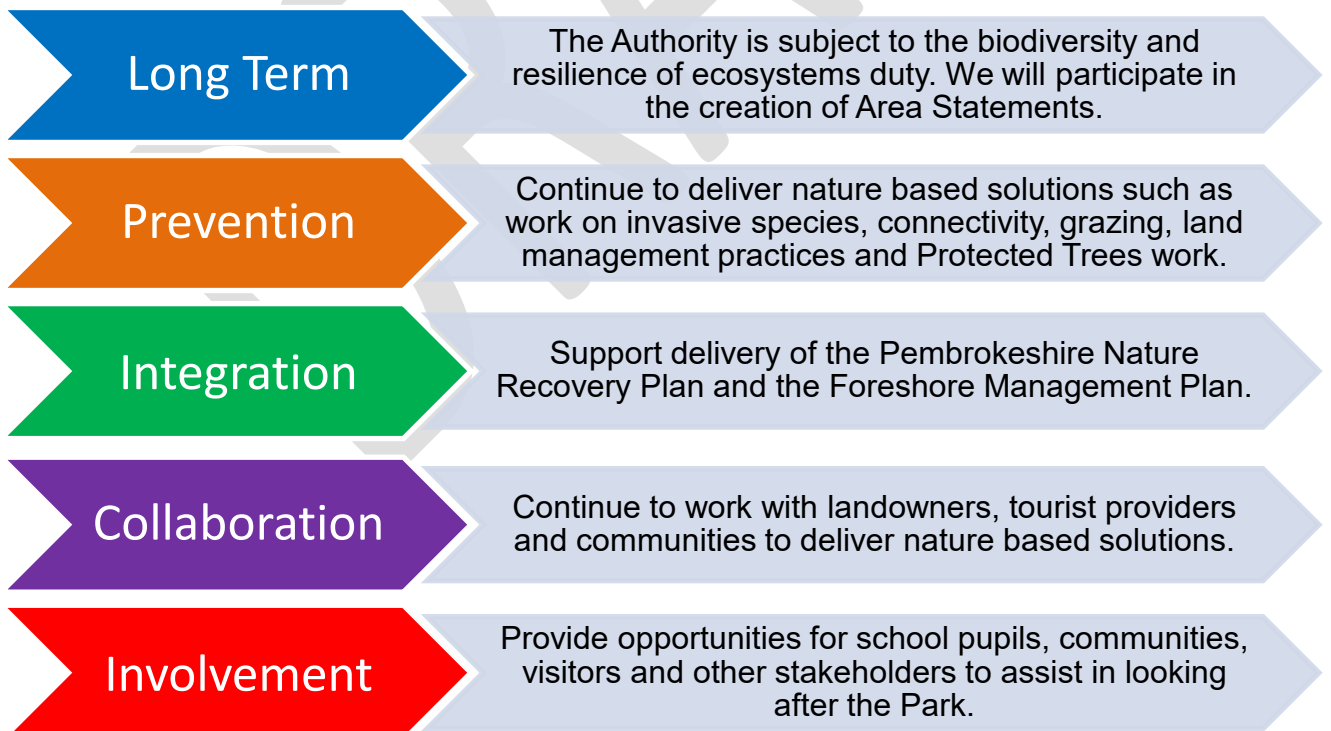 Long Term
The Authority is subject to the biodiversity and
resilience of ecosystems duty. We will participate in
the creation of Area Statements.
Prevention
Continue to deliver nature based solutions such as
work on invasive species, connectivity, grazing, land
management practices and Protected Trees work.
Integration
Support delivery of the Pembrokeshire Nature
Recovery Plan and the Foreshore Management Plan.
Collaboration
Continue to work with landowners, tourist providers
and communities to deliver nature based solutions.
Involvement
Provide opportunities for school pupils, communities,
visitors and other stakeholders to assist in looking
after the Park.